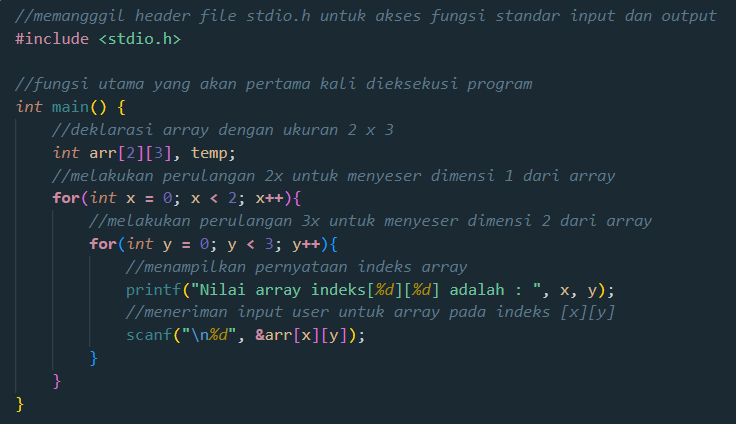 //memangggil header file stdio.h untuk akses fungsi standar input dan output
#include <stdio.h>

//fungsi utama yang akan pertama kali dieksekusi program
int main() {
    //deklarasi array dengan ukuran 2 x 3
    int arr[2][3], temp;
    //melakukan perulangan 2x untuk menyeser dimensi 1 dari array
    for(int x = 0; x < 2; x++){
        //melakukan perulangan 3x untuk menyeser dimensi 2 dari array
        for(int y = 0; y < 3; y++){
            //menampilkan pernyataan indeks array
            printf("Nilai array indeks[%d][%d] adalah : ", x, y);
            //meneriman input user untuk array pada indeks [x][y]
            scanf("\n%d", &arr[x][y]);
        }
    }
}